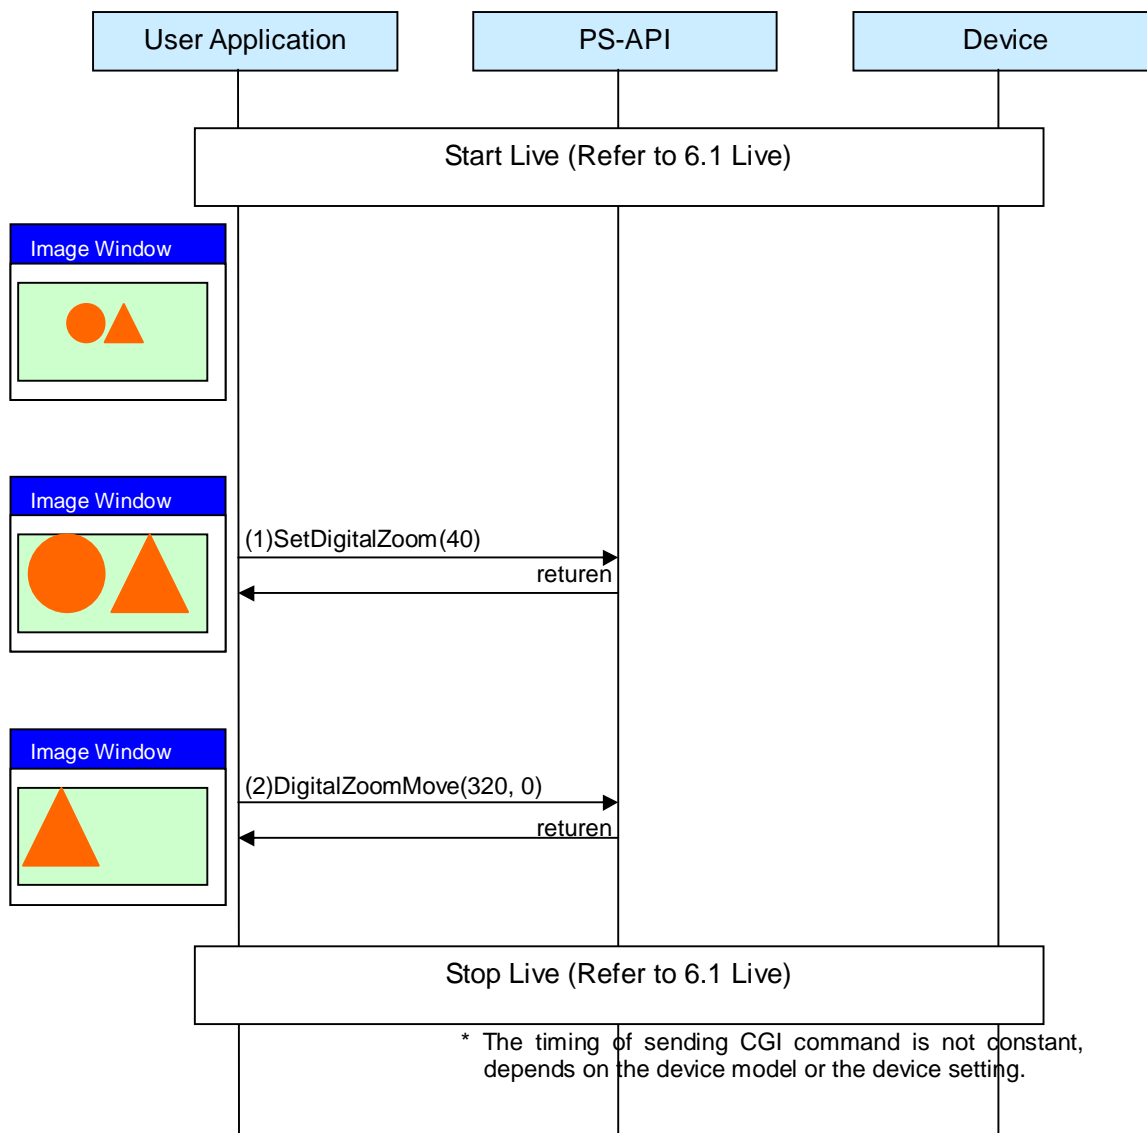 User Application
PS-API
Device
Start Live (Refer to 6.1 Live)
Image Window
Image Window
(1)SetDigitalZoom(40)
returen
Image Window
(2)DigitalZoomMove(320, 0)
returen
Stop Live (Refer to 6.1 Live)
* The timing of sending CGI command is not constant,
depends on the device model or the device setting.